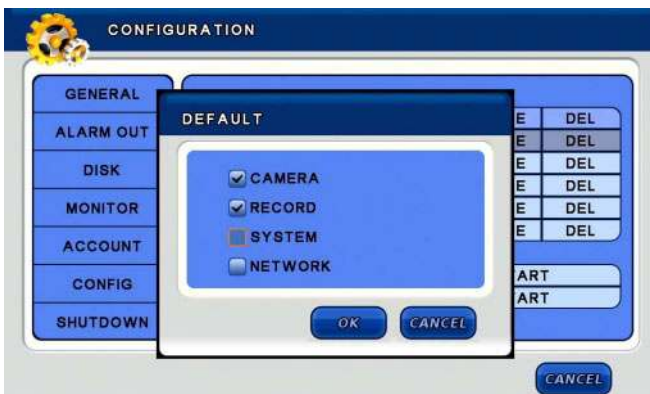 CONFIGURATION
GENERAL
ALARM OUT
DISK
MONITOR
ACCOUNT
CONFIG
SHUTDOWN
DEFAULT
CAMERA
RECORD
SYSTEM
NETWORK
OK CANCEL
E DEL
E DEL
E DEL
E DEL
E DEL
E DEL
ART
ART
CANCEL